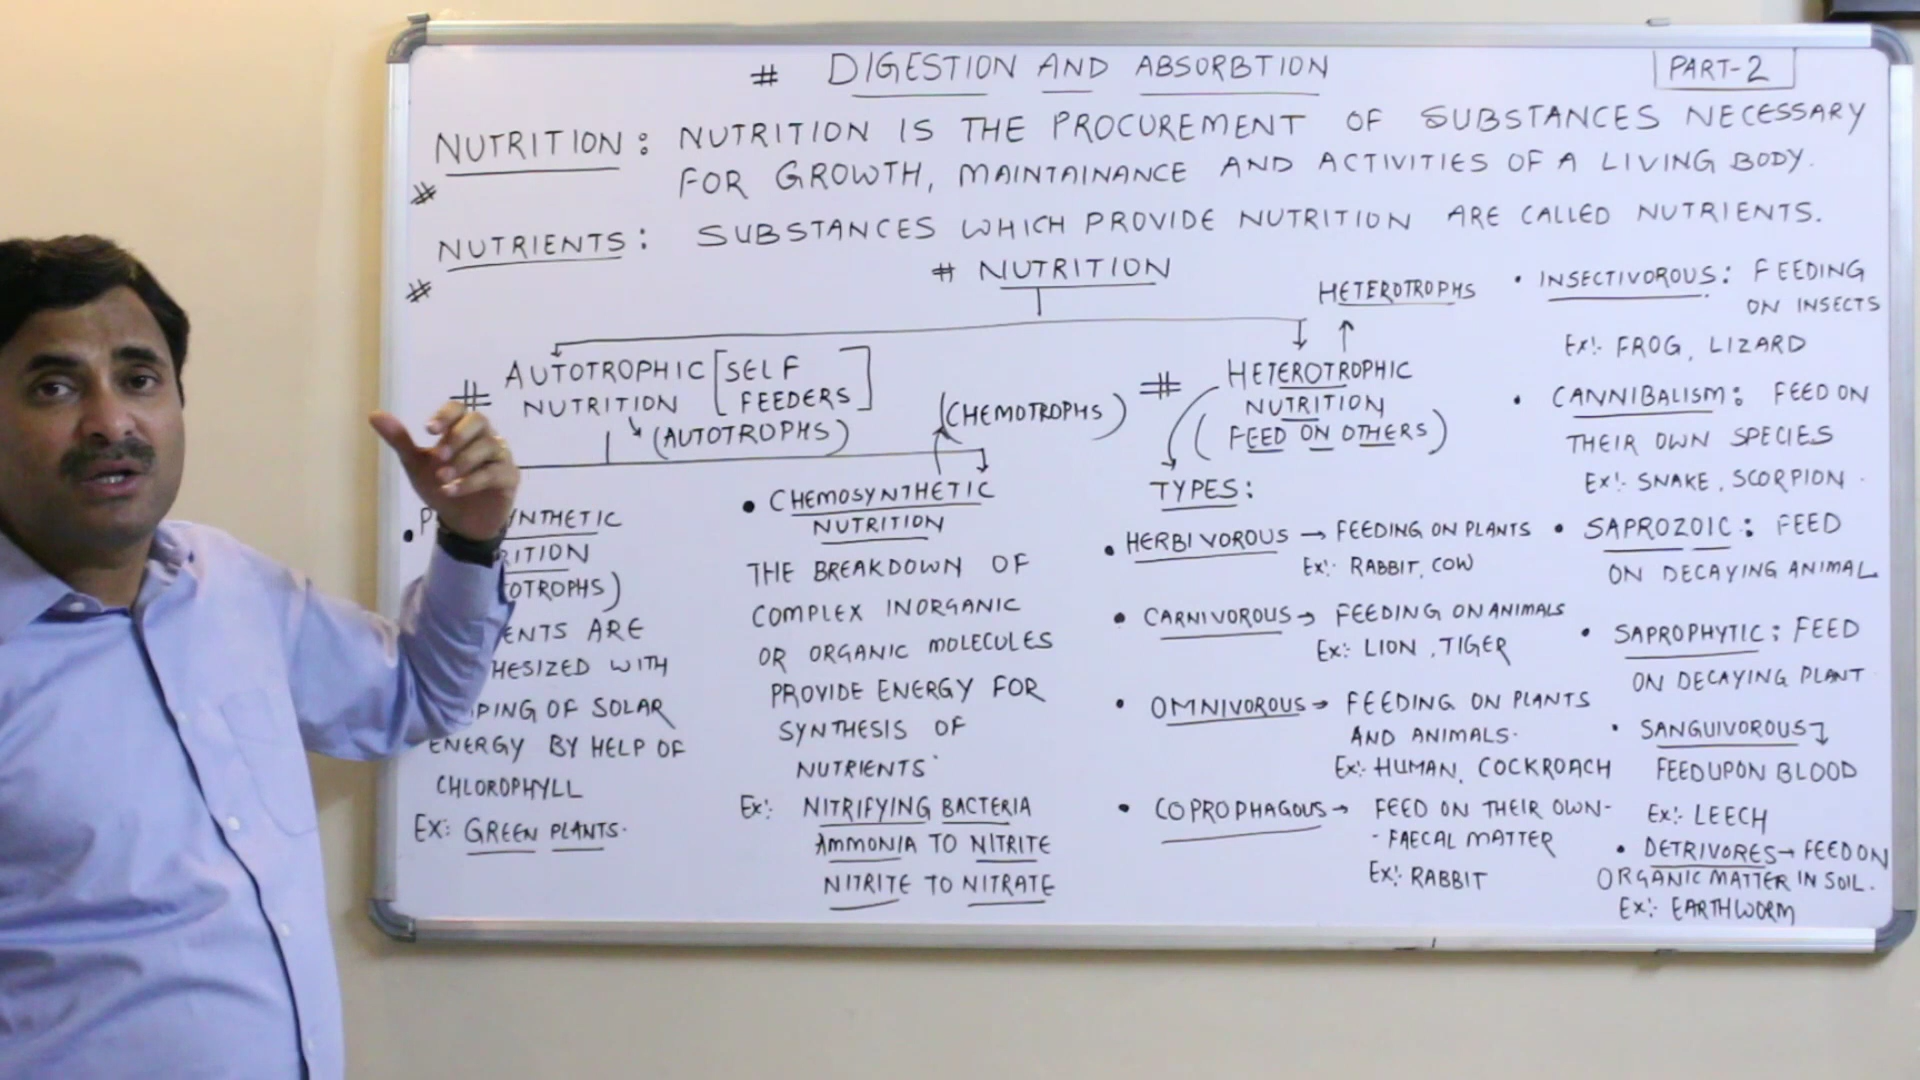 # DIGESTION AND ABSORBTION
PART-2
NUTRITION : NUTRITION IS THE PROCUREMENT OF SUBSTANCES NECESSARY
# FOR GROWTH, MAINTAINANCE AND ACTIVITIES OF A LIVING BODY.
NUTRIENTS : SUBSTANCES WHICH PROVIDE NUTRITION ARE CALLED NUTRIENTS.
#
# NUTRITION
# AUTOTROPHIC [SELF
NUTRITION FEEDERS]
(AUTOTROPHS)
NTHETIC
RITION
OTROPHS)
ENTS ARE
HESIZED WITH
PING OF SOLAR
ENERGY BY HELP OF
CHLOROPHYLL
EX: GREEN PLANTS.
(CHEMOTROPHS)
• CHEMOSYNTHETIC
NUTRITION
THE BREAKDOWN OF
COMPLEX INORGANIC
OR ORGANIC MOLECULES
PROVIDE ENERGY FOR
SYNTHESIS OF
NUTRIENTS
Ex:- NITRIFYING BACTERIA
AMMONIA TO NITRITE
NITRITE TO NITRATE
HETEROTROPHS
# HETEROTROPHIC
NUTRITION
(FEED ON OTHERS)
TYPES:
• HERBIVOROUS → FEEDING ON PLANTS
Ex:- RABBIT, COW
• CARNIVOROUS → FEEDING ON ANIMALS
Ex:- LION, TIGER
• OMNIVOROUS → FEEDING ON PLANTS
AND ANIMALS.
Ex:- HUMAN, COCKROACH
• COPROPHAGOUS → FEED ON THEIR OWN-
- FAECAL MATTER
Ex:- RABBIT
• INSECTIVOROUS: FEEDING
ON INSECTS
Ex:- FROG, LIZARD
• CANNIBALISM: FEED ON
THEIR OWN SPECIES
Ex:- SNAKE, SCORPION.
• SAPROZOIC: FEED
ON DECAYING ANIMAL
• SAPROPHYTIC: FEED
ON DECAYING PLANT
• SANGUIVOROUS
FEED UPON BLOOD
Ex:- LEECH
• DETRIVORES → FEED ON
ORGANIC MATTER IN SOIL.
Ex:- EARTHWORM